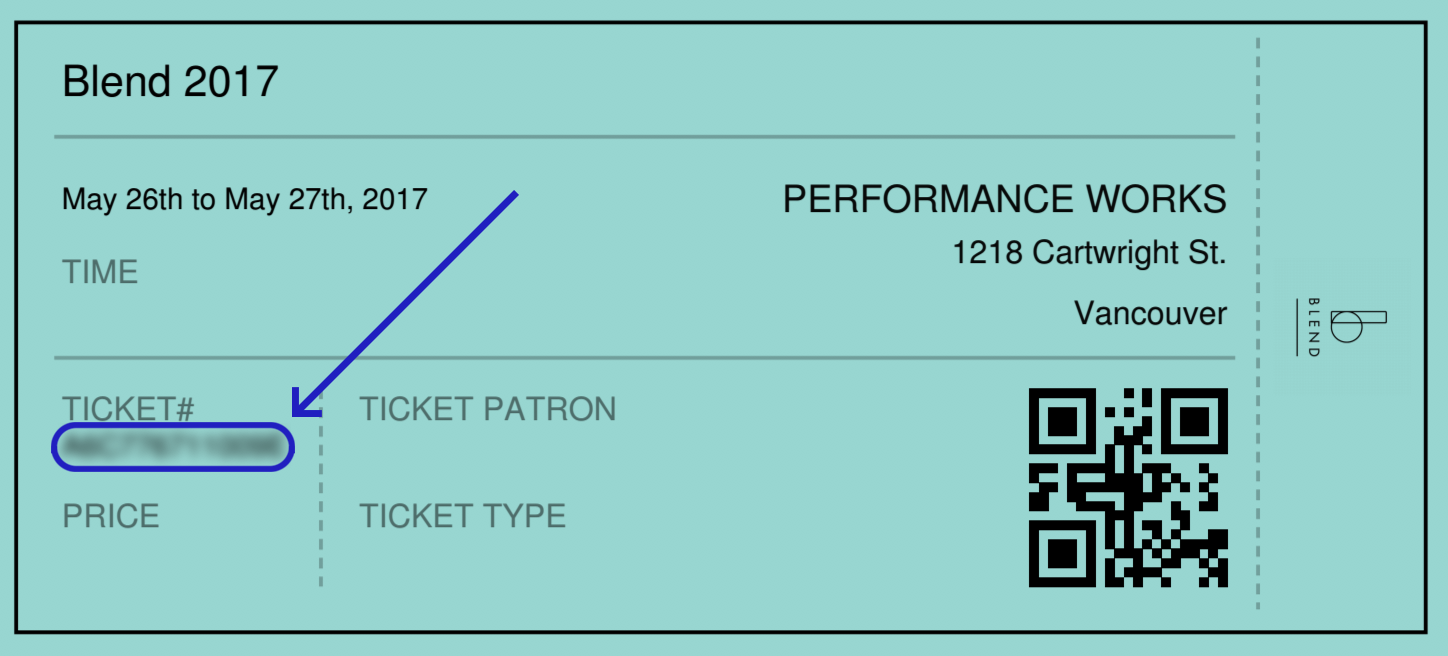 Blend 2017
May 26th to May 27th, 2017
TIME
PERFORMANCE WORKS
1218 Cartwright St.
Vancouver
TICKET#
TICKET PATRON
PRICE
TICKET TYPE
BLEND